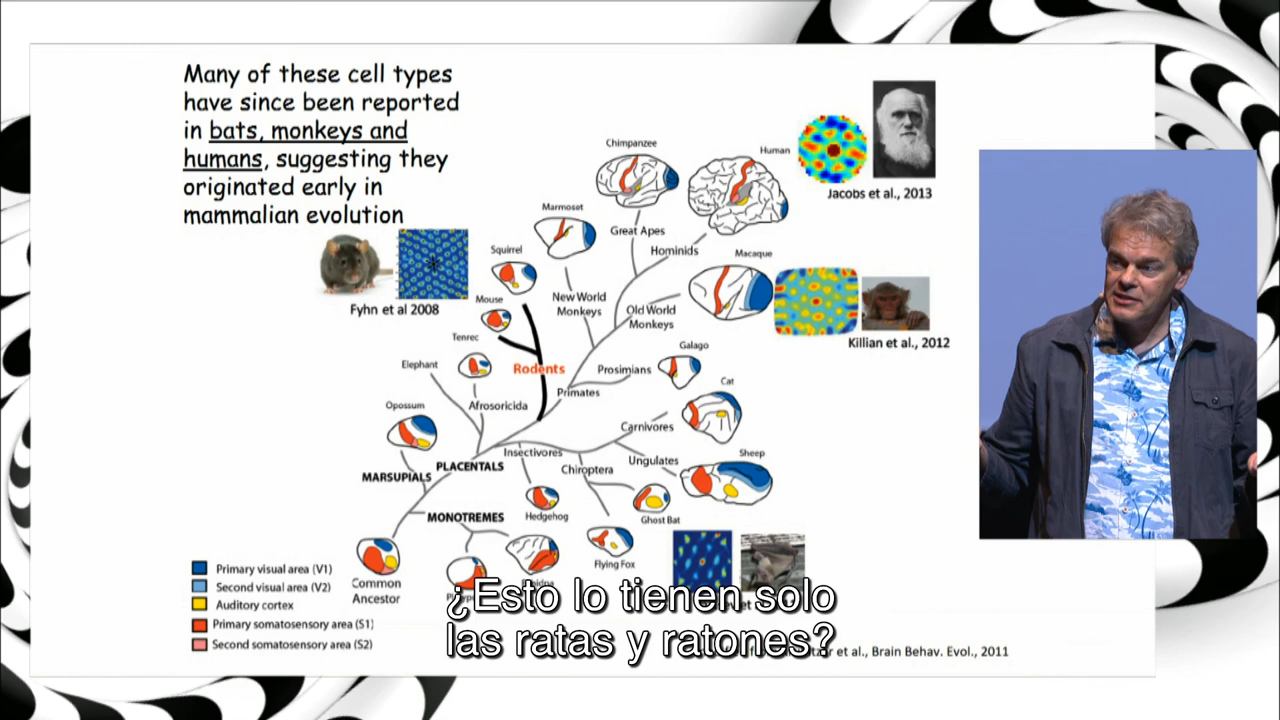 Many of these cell types
have since been reported
in bats, monkeys and
humans, suggesting they
originated early in
mammalian evolution
Chimpanzee
Human
Jacobs et al., 2013
Marmoset
Great Apes
Hominids
Squirrel
Macaque
Mouse
New World
Monkeys
Old World
Monkeys
Fyhn et al 2008
Killian et al., 2012
Tenrec
Galago
Elephant
Rodents
Prosimians
Cat
Primates
Opossum
Afrosoricida
Carnivores
Insectivores
Ungulates
Sheep
PLACENTALS
Chiroptera
MARSUPIALS
MONOTREMES
Hedgehog
Ghost Bat
Flying Fox
Common
Ancestor
Primary visual area (V1)
Second visual area (V2)
Auditory cortex
Primary somatosensory area (S1)
Second somatosensory area (S2)
¿Esto lo tienen solo
las ratas y ratones?
et al., Brain Behav. Evol., 2011